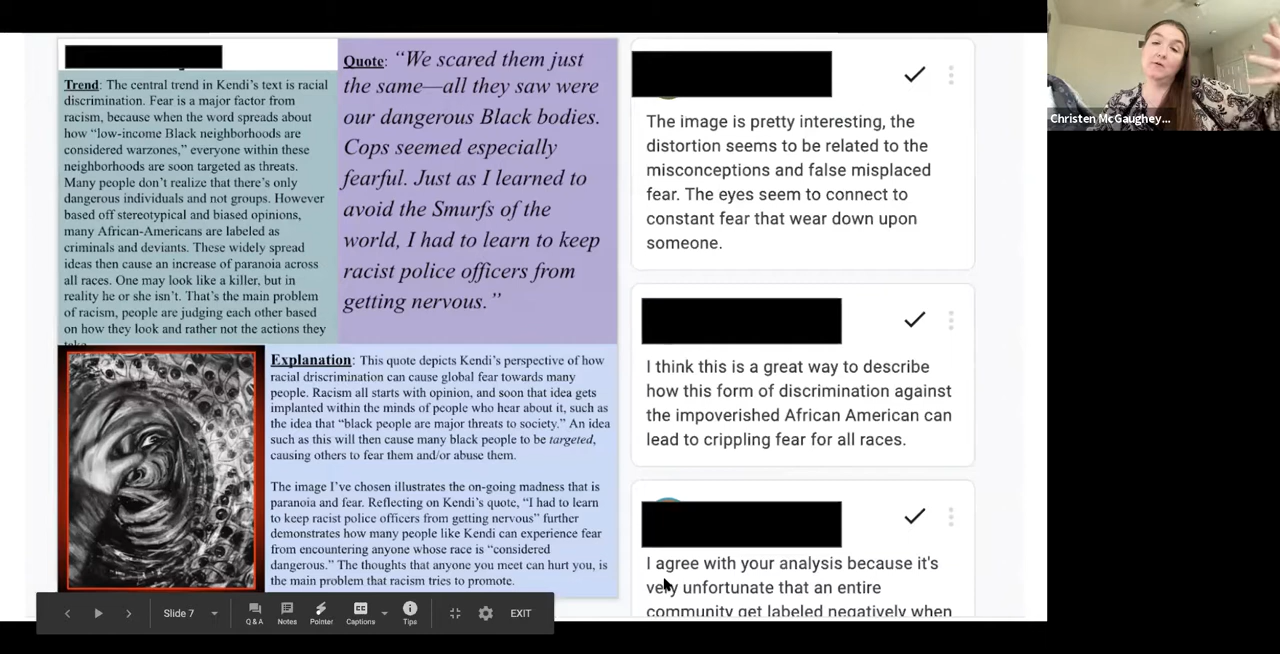 Trend: The central trend in Kendi's text is racial
discrimination. Fear is a major factor from
racism, because when the word spreads about
how “low-income Black neighborhoods are
considered warzones,” everyone within these
neighborhoods are soon targeted as threats.
Many people don't realize that there's only
dangerous individuals and not groups. However
based off stereotypical and biased opinions,
many African-Americans are labeled as
criminals and deviants. These widely spread
ideas then cause an increase of paranoia across
all races. One may look like a killer, but in
reality he or she isn't. That's the main problem
of racism, people are judging each other based
on how they look and rather not the actions they
take.
Quote: “We scared them just
the same—all they saw were
our dangerous Black bodies.
Cops seemed especially
fearful. Just as I learned to
avoid the Smurfs of the
world, I had to learn to keep
racist police officers from
getting nervous.”
Explanation: This quote depicts Kendi's perspective of how
racial driscrimination can cause global fear towards many
people. Racism all starts with opinion, and soon that idea gets
implanted within the minds of people who hear about it, such as
the idea that “black people are major threats to society.” An idea
such as this will then cause many black people to be targeted,
causing others to fear them and/or abuse them.
The image I've chosen illustrates the on-going madness that is
paranoia and fear. Reflecting on Kendi's quote, “I had to learn
to keep racist police officers from getting nervous” further
demonstrates how many people like Kendi can experience fear
from encountering anyone whose race is “considered
dangerous.” The thoughts that anyone you meet can hurt you, is
the main problem that racism tries to promote.
The image is pretty interesting, the
distortion seems to be related to the
misconceptions and false misplaced
fear. The eyes seem to connect to
constant fear that wear down upon
someone.
I think this is a great way to describe
how this form of discrimination against
the impoverished African American can
lead to crippling fear for all races.
I agree with your analysis because it's
very unfortunate that an entire
community get labeled negatively when
Christen McGaughey...
Slide 7
Q & A
Notes
Pointer
Captions
Tips
EXIT